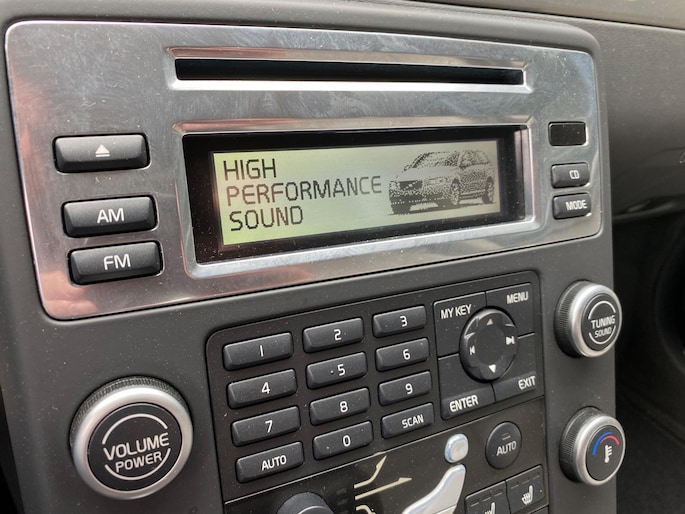 HIGH
PERFORMANCE
SOUND
AM
FM
MODE
MY KEY
MENU
1
2
3
4
5
6
7
8
9
AUTO
0
SCAN
ENTER
EXIT
TUNING
SOUND
VOLUME
POWER
AUTO